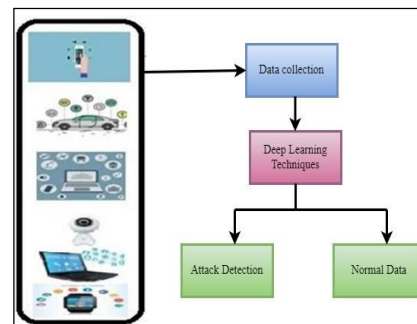 Data collection
Deep Learning
Techniques
Attack Detection
Normal Data